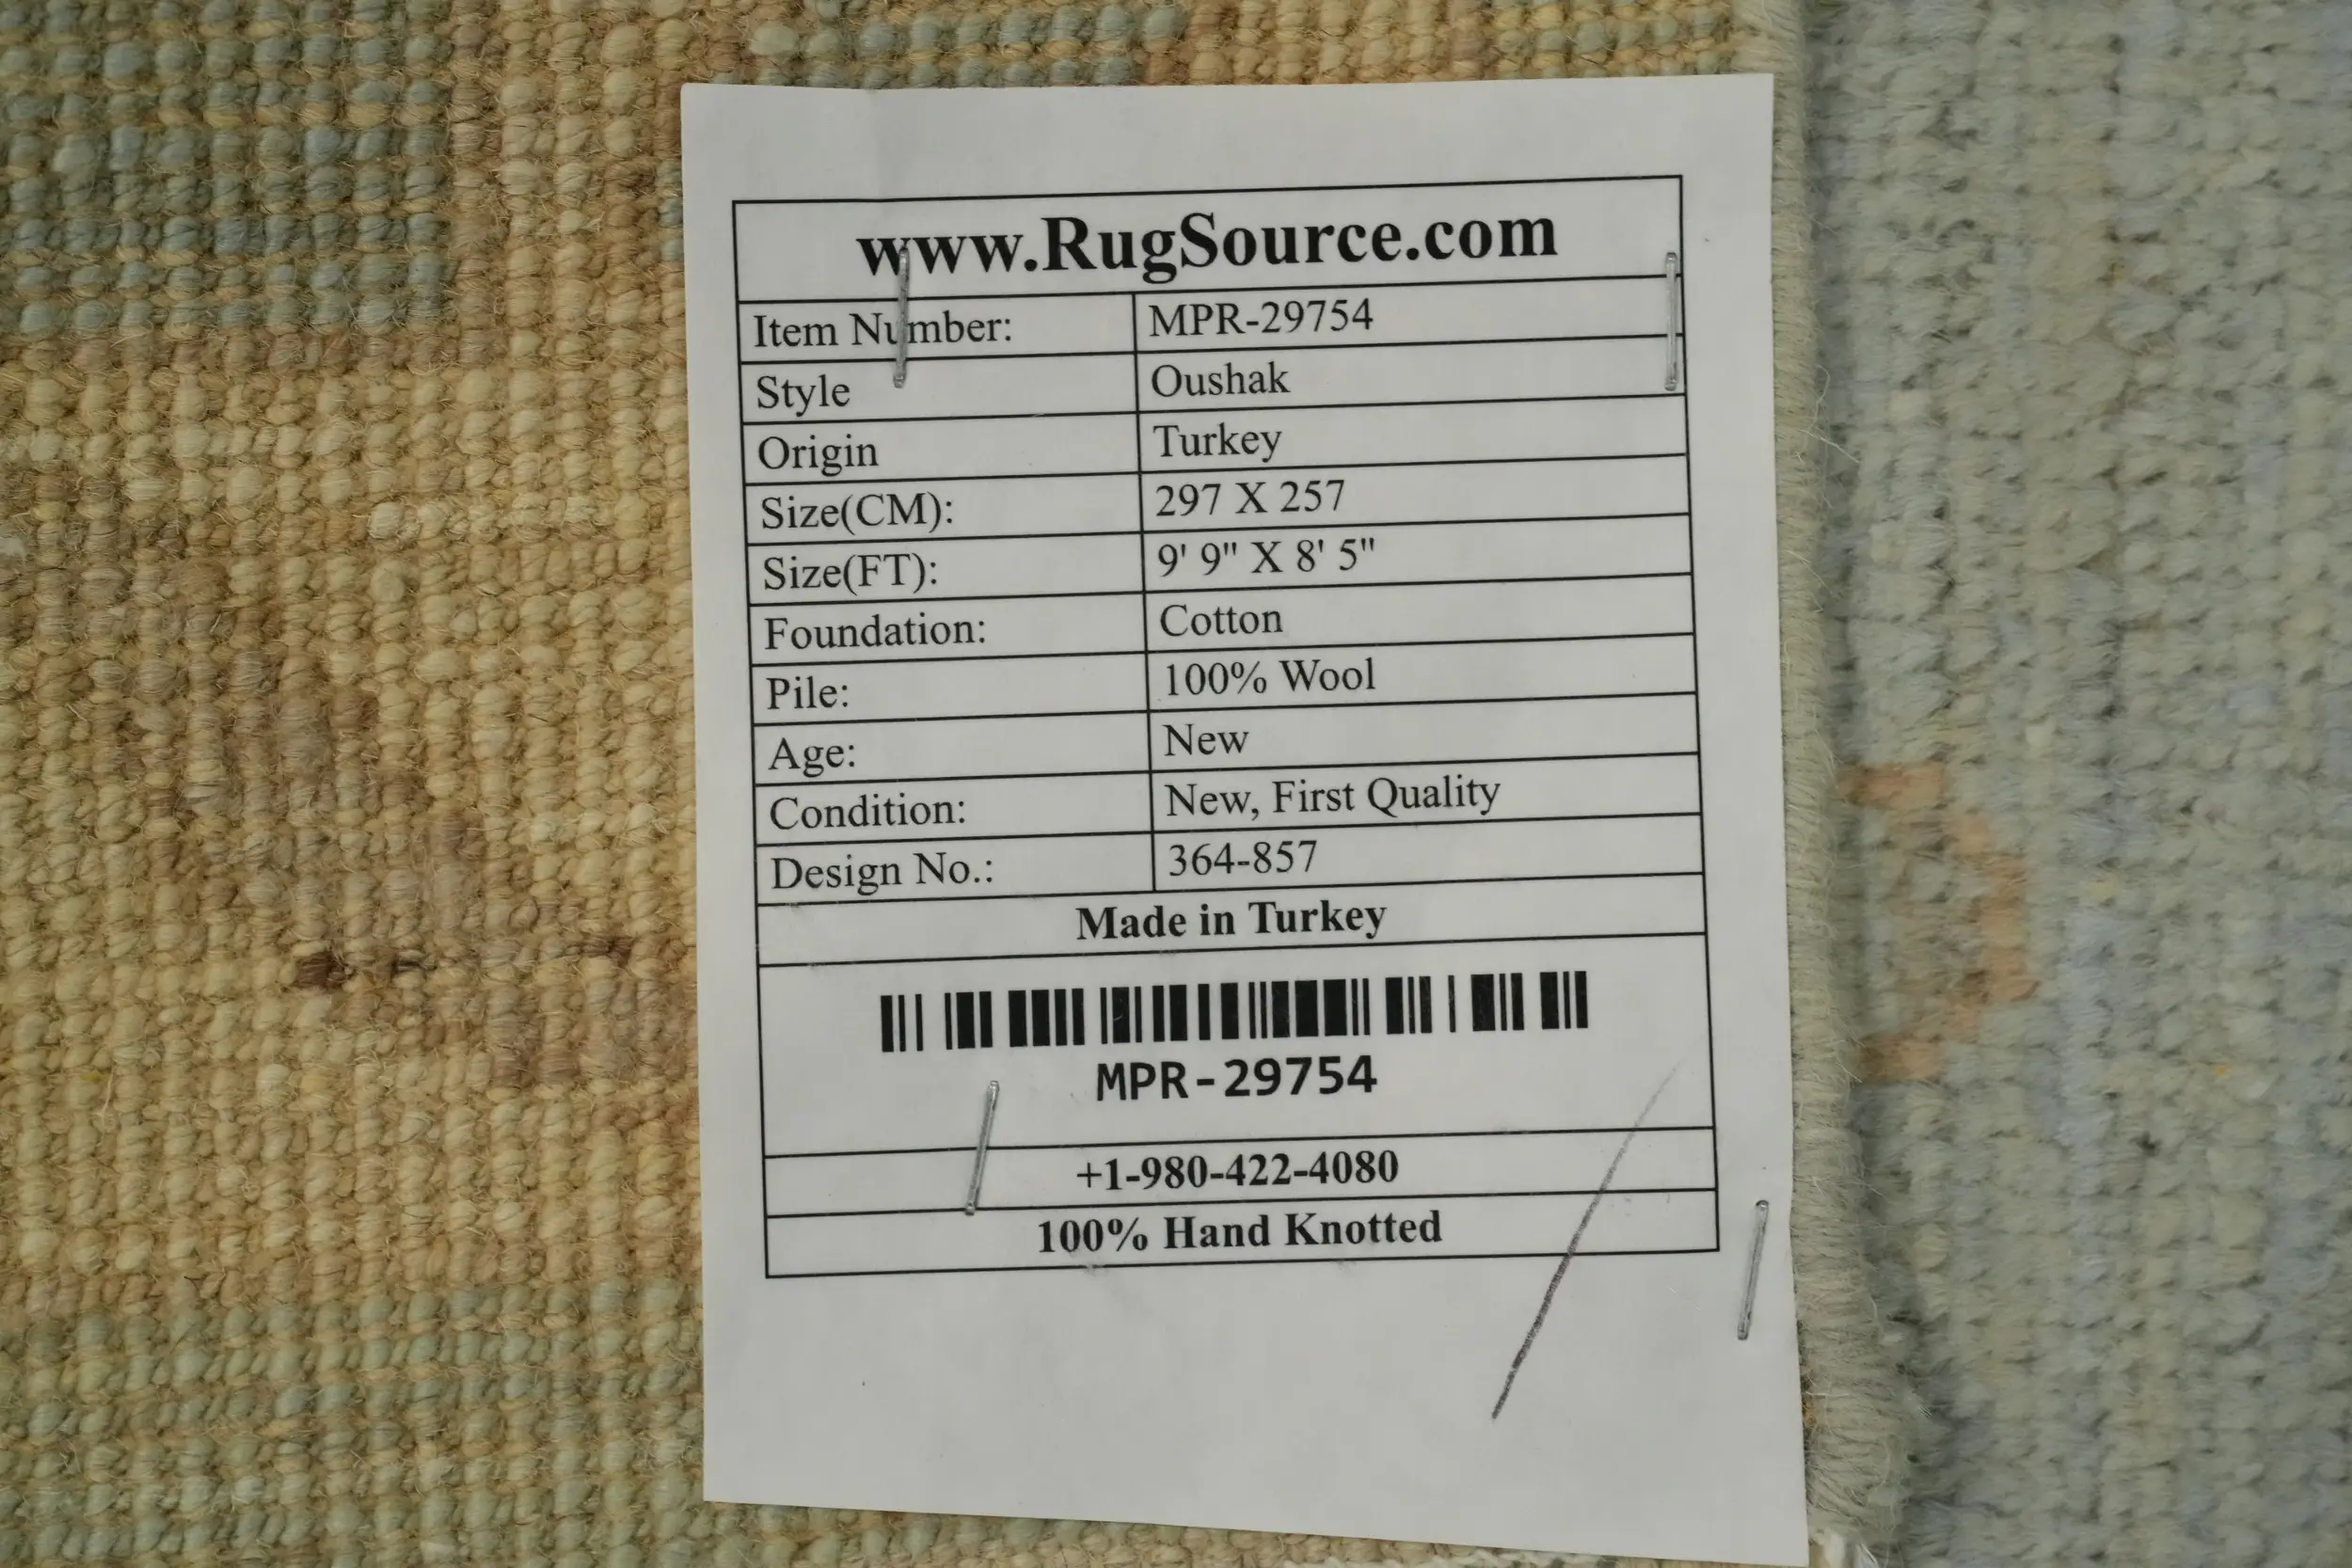 www.RugSource.com
Item Number: MPR-29754
Style Oushak
Origin Turkey
Size(CM): 297 X 257
Size(FT): 9' 9" X 8' 5"
Foundation: Cotton
Pile: 100% Wool
Age: New
Condition: New, First Quality
Design No.: 364-857
Made in Turkey
MPR-29754
+1-980-422-4080
100% Hand Knotted